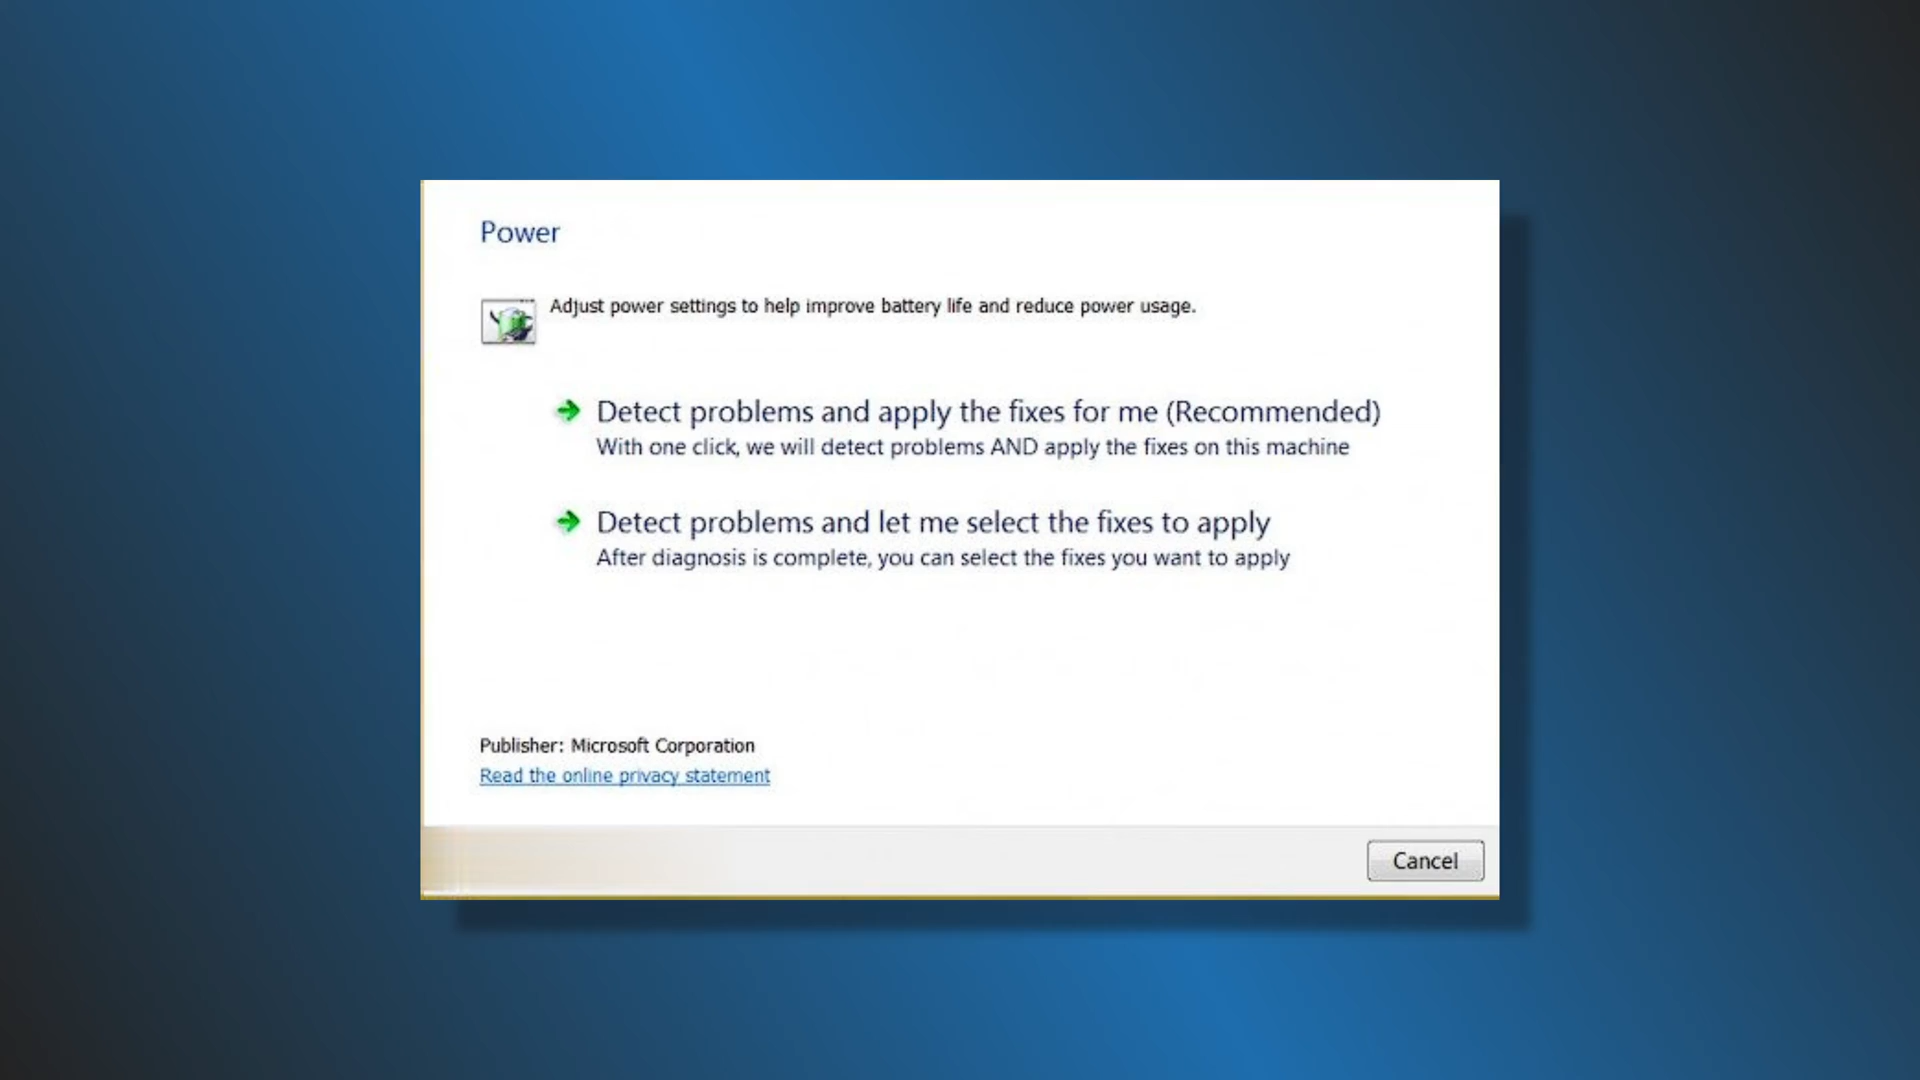 Power
Adjust power settings to help improve battery life and reduce power usage.
Detect problems and apply the fixes for me (Recommended)
With one click, we will detect problems AND apply the fixes on this machine
Detect problems and let me select the fixes to apply
After diagnosis is complete, you can select the fixes you want to apply
Publisher: Microsoft Corporation
Read the online privacy statement
Cancel